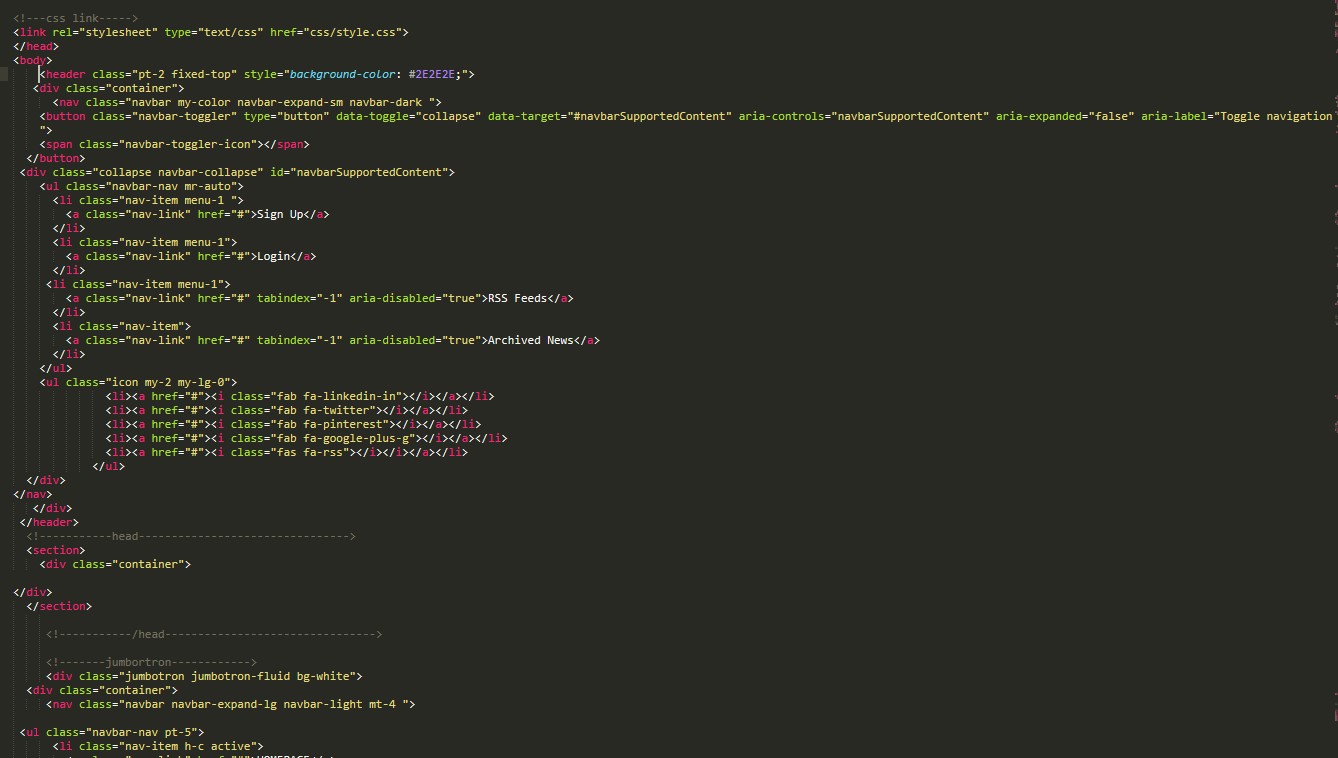 <!---css link----->
<link rel="stylesheet" type="text/css" href="css/style.css">
</head>
<body>
<header class="pt-2 fixed-top" style="background-color: #2E2E2E;">
<div class="container">
<nav class="navbar my-color navbar-expand-sm navbar-dark ">
<button class="navbar-toggler" type="button" data-toggle="collapse" data-target="#navbarSupportedContent" aria-controls="navbarSupportedContent" aria-expanded="false" aria-label="Toggle navigation
">
<span class="navbar-toggler-icon"></span>
</button>
<div class="collapse navbar-collapse" id="navbarSupportedContent">
<ul class="navbar-nav mr-auto">
<li class="nav-item menu-1 ">
<a class="nav-link" href="#">Sign Up</a>
</li>
<li class="nav-item menu-1">
<a class="nav-link" href="#">Login</a>
</li>
<li class="nav-item menu-1">
<a class="nav-link" href="#" tabindex="-1" aria-disabled="true">RSS Feeds</a>
</li>
<li class="nav-item">
<a class="nav-link" href="#" tabindex="-1" aria-disabled="true">Archived News</a>
</li>
</ul>
<ul class="icon my-2 my-lg-0">
<li><a href="#"><i class="fab fa-linkedin-in"></i></a></li>
<li><a href="#"><i class="fab fa-twitter"></i></a></li>
<li><a href="#"><i class="fab fa-pinterest"></i></a></li>
<li><a href="#"><i class="fab fa-google-plus-g"></i></a></li>
<li><a href="#"><i class="fas fa-rss"></i></i></a></li>
</ul>
</div>
</nav>
</div>
</header>
<!-----------head-------------------------------->
<section>
<div class="container">
</div>
</section>
<!-----------/head-------------------------------->
<!-------jumbortron------------>
<div class="jumbotron jumbotron-fluid bg-white">
<div class="container">
<nav class="navbar navbar-expand-lg navbar-light mt-4 ">
<ul class="navbar-nav pt-5">
<li class="nav-item h-c active">